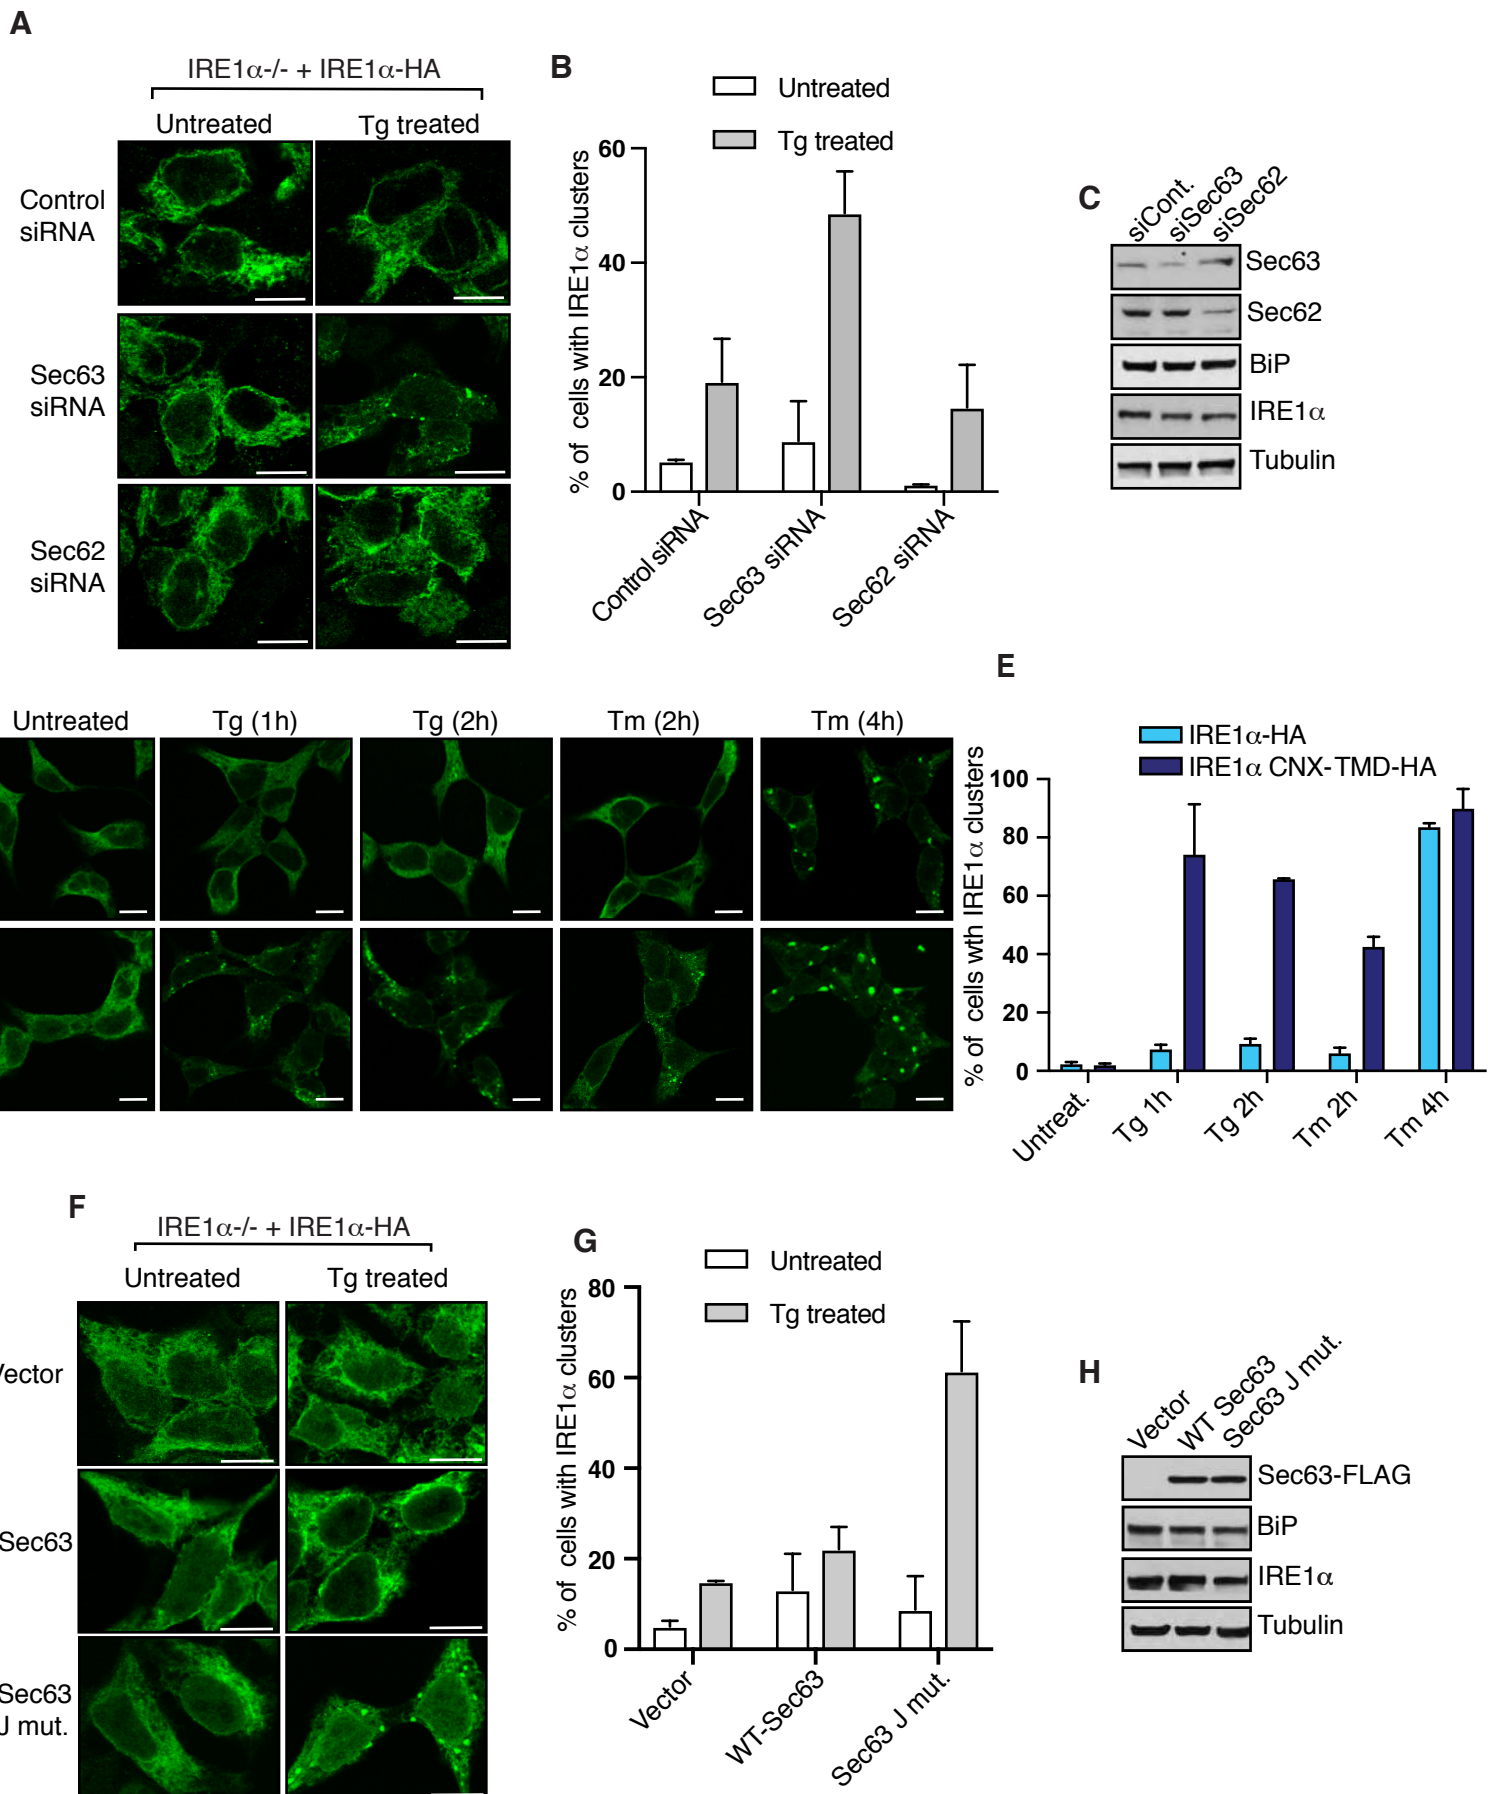 A
IRE1α-/- + IRE1α-HA
Untreated
Tg treated
Control
siRNA
Sec63
siRNA
Sec62
siRNA
B
Untreated
Tg treated
% of cells with IRE1α clusters
60
40
20
0
Control siRNA
Sec63 siRNA
Sec62 siRNA
C
siCont.
siSec63
siSec62
Sec63
Sec62
BiP
IRE1α
Tubulin
Untreated
Tg (1h)
Tg (2h)
Tm (2h)
Tm (4h)
E
IRE1α-HA
IRE1α CNX-TMD-HA
% of cells wth IRE1α clusters
100
80
60
40
20
0
Untreat.
Tg 1h
Tg 2h
Tm 2h
Tm 4h
F
IRE1α-/- + IRE1α-HA
Untreated
Tg treated
Vector
Sec63
Sec63
J mut.
G
Untreated
Tg treated
% of cells with IRE1α clusters
80
60
40
20
0
Vector
WT-Sec63
Sec63 J mut.
H
Vector
WT Sec63
Sec63 J mut.
Sec63-FLAG
BiP
IRE1α
Tubulin